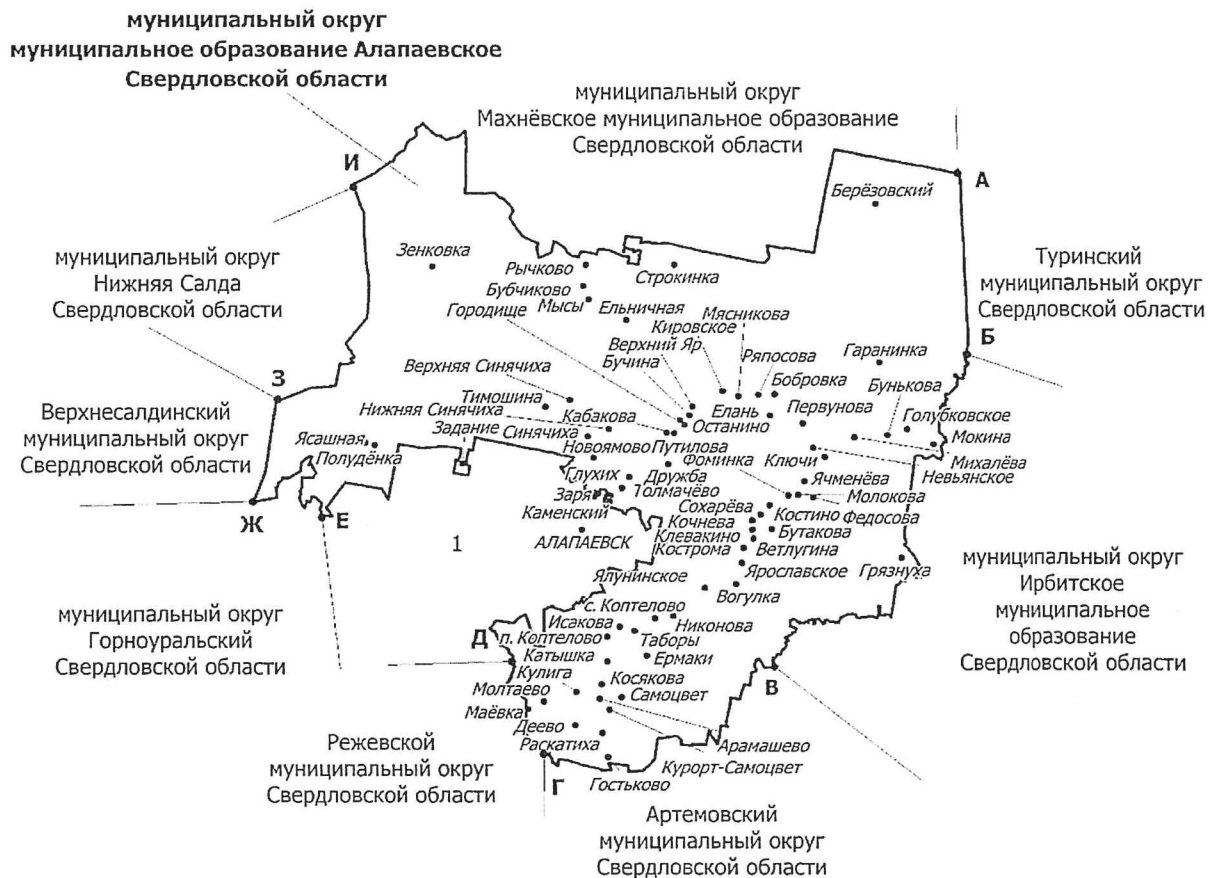 муниципальный округ
муниципальное образование Алапаевское
Свердловской области
муниципальный округ
Махнёвское муниципальное образование
Свердловской области
И
А
Берёзовский
муниципальный округ
Нижняя Салда
Свердловской области
Зенковка
Рычково
Бубчиково
Мысы
Городище
Строкинка
Ельничная
Мясникова
Кировское
Верхний Яр
Бучина
Ряпосова
Туринский
муниципальный округ
Свердловской области
Б
Гаранинка
Бунькова
Бобровка
Верхняя Синячиха
Тимошина
З
Нижняя Синячиха
Кабакова
Елань
Останино
Первунова
Голубковское
Мокина
Верхнесалдинский
муниципальный округ
Свердловской области
Ясашная
Полудёнка
Задание
Синячиха
Новоямово
Путилова
Фоминка
Ключи
Михалёва
Невьянское
Глухих
Дружба
Ячменёва
Заря
Толмачёво
Молокова
Каменский
Сохарёва
Костино
Федосова
Ж
Е
1
АЛАПАЕВСК
Кочнева
Клевакино
Кострома
Бутакова
Ветлугина
Ярославское
Грязнуха
муниципальный округ
Ирбитское
муниципальное
образование
Свердловской области
Ялунинское
Вогулка
с. Коптелово
Исакова
Никонова
муниципальный округ
Горноуральский
Свердловской области
Д
п. Коптелово
Таборы
Катышка
Ермаки
Кулига
Косякова
В
Молтаево
Самоцвет
Маёвка
Деево
Раскатиха
Арамашево
Курорт-Самоцвет
Режевской
муниципальный округ
Свердловской области
Г
Гостьково
Артемовский
муниципальный округ
Свердловской области